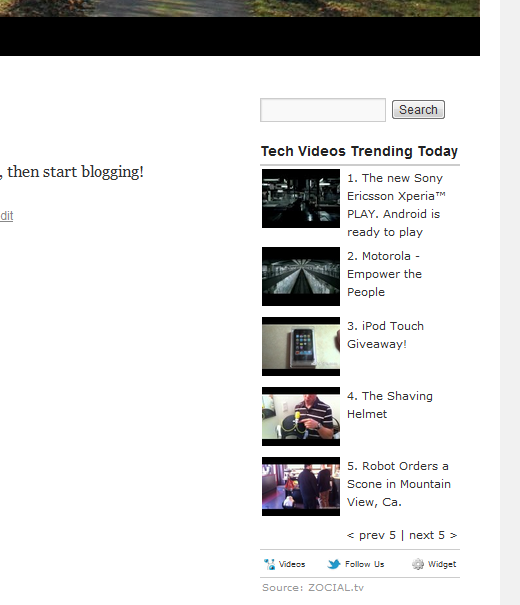 Search
Tech Videos Trending Today
, then start blogging!
dit
1. The new Sony
Ericsson Xperia™
PLAY. Android is
ready to play
2. Motorola -
Empower the
People
3. iPod Touch
Giveaway!
4. The Shaving
Helmet
5. Robot Orders a
Scone in Mountain
View, Ca.
< prev 5 | next 5 >
Videos Follow Us Widget
Source: ZOCIAL.tv